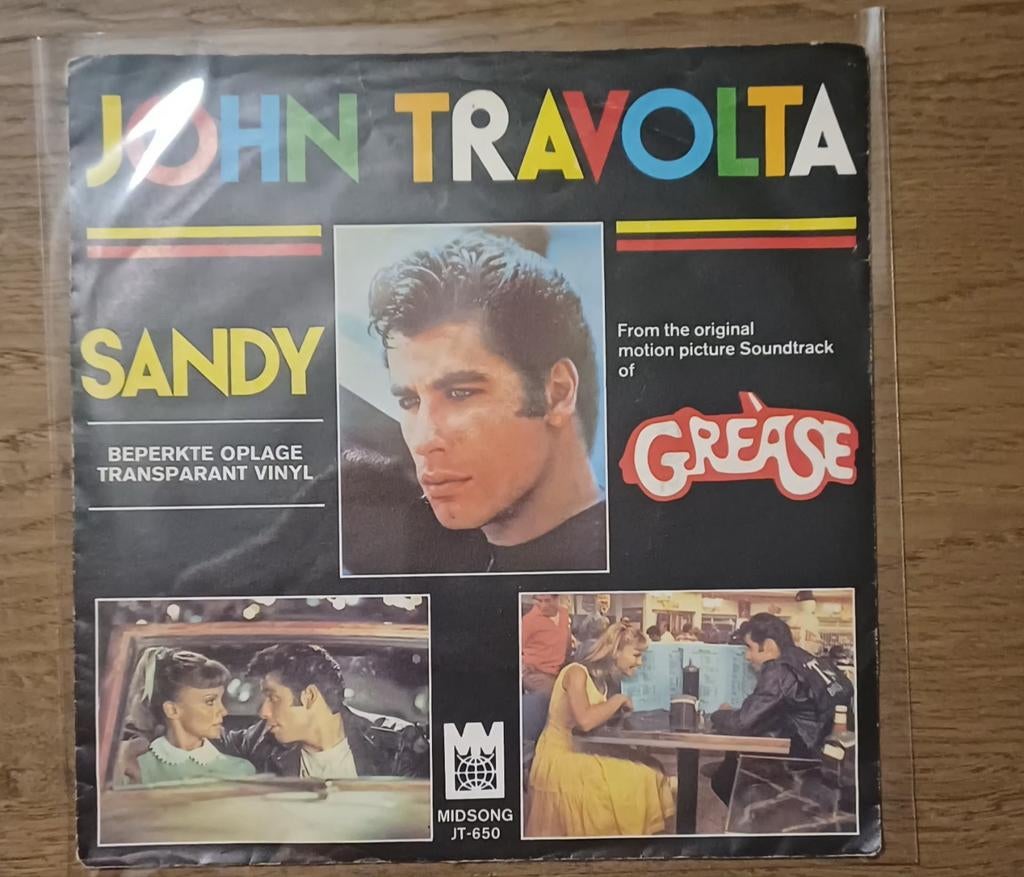 JOHN TRAVOLTA
SANDY
BEPERKTE OPLAGE
TRANSPARANT VINYL
From the original
motion picture Soundtrack
of
GREASE
MIDSONG
JT-650